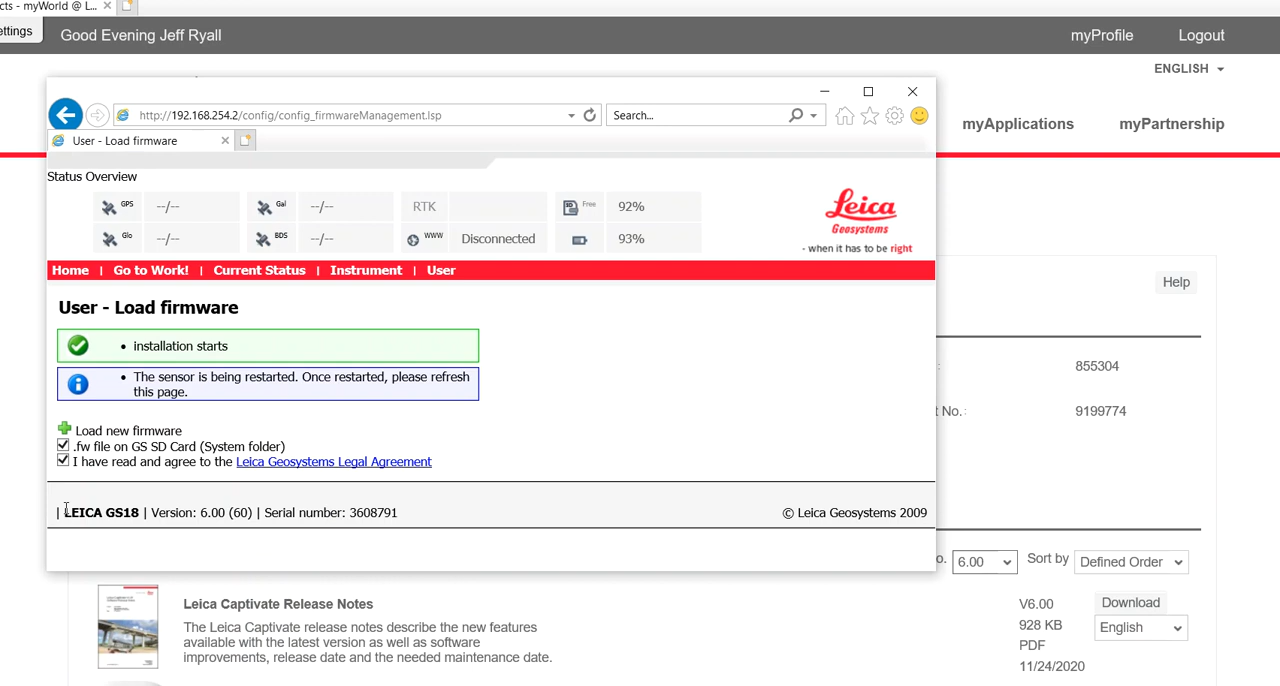 cts - myWorld @ L...
ettings
Good Evening Jeff Ryall
myProfile
Logout
ENGLISH
myApplications
myPartnership
http://192.168.254.2/config/config_firmwareManagement.lsp
Search...
User - Load firmware
Status Overview
GPS --/-- Gal --/-- RTK Free 92%
Glo --/-- BDS --/-- WWW Disconnected 93%
Leica
Geosystems
- when it has to be right
Home | Go to Work! | Current Status | Instrument | User
User - Load firmware
• installation starts
• The sensor is being restarted. Once restarted, please refresh
this page.
Load new firmware
.fw file on GS SD Card (System folder)
I have read and agree to the Leica Geosystems Legal Agreement
| LEICA GS18 | Version: 6.00 (60) | Serial number: 3608791
© Leica Geosystems 2009
Help
: 855304
t No.: 9199774
o. 6.00 Sort by Defined Order
Leica Captivate Release Notes
The Leica Captivate release notes describe the new features
available with the latest version as well as software
improvements, release date and the needed maintenance date.
V6.00
928 KB
PDF
11/24/2020
Download
English